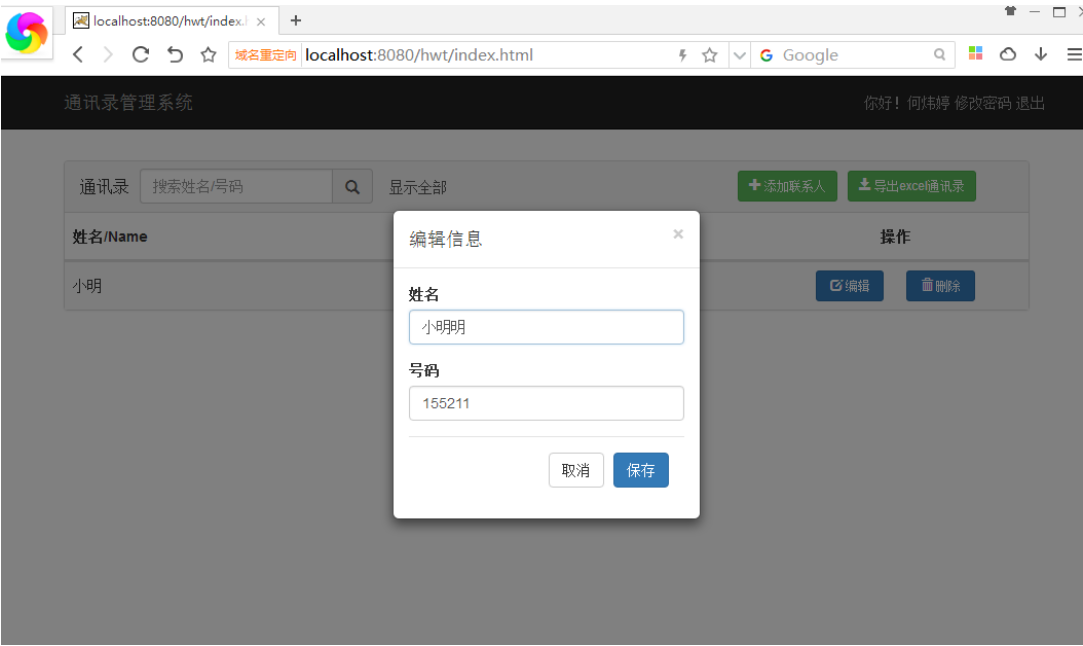 localhost:8080/hwt/index.h
域名重定向 localhost:8080/hwt/index.html Google
通讯录管理系统 你好！何炜婷 修改密码 退出
通讯录 搜索姓名/号码 显示全部 添加联系人 导出excel通讯录
编辑信息 ×
姓名/Name 操作
小明 编辑 删除
姓名
小明明
号码
155211
取消 保存